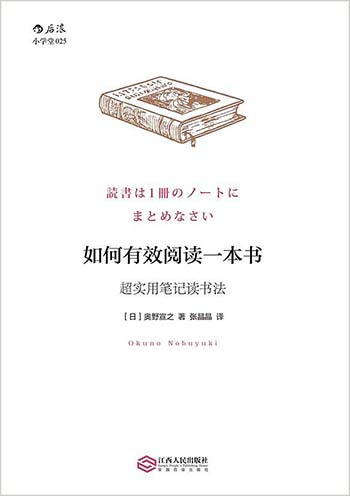 后浪
小学堂 025
読書は1冊のノートに
まとめなさい
如何有效阅读一本书
超实用笔记读书法
[日] 奥野宣之 著 张晶晶 译
Okuno Nobuyuki
江西人民出版社